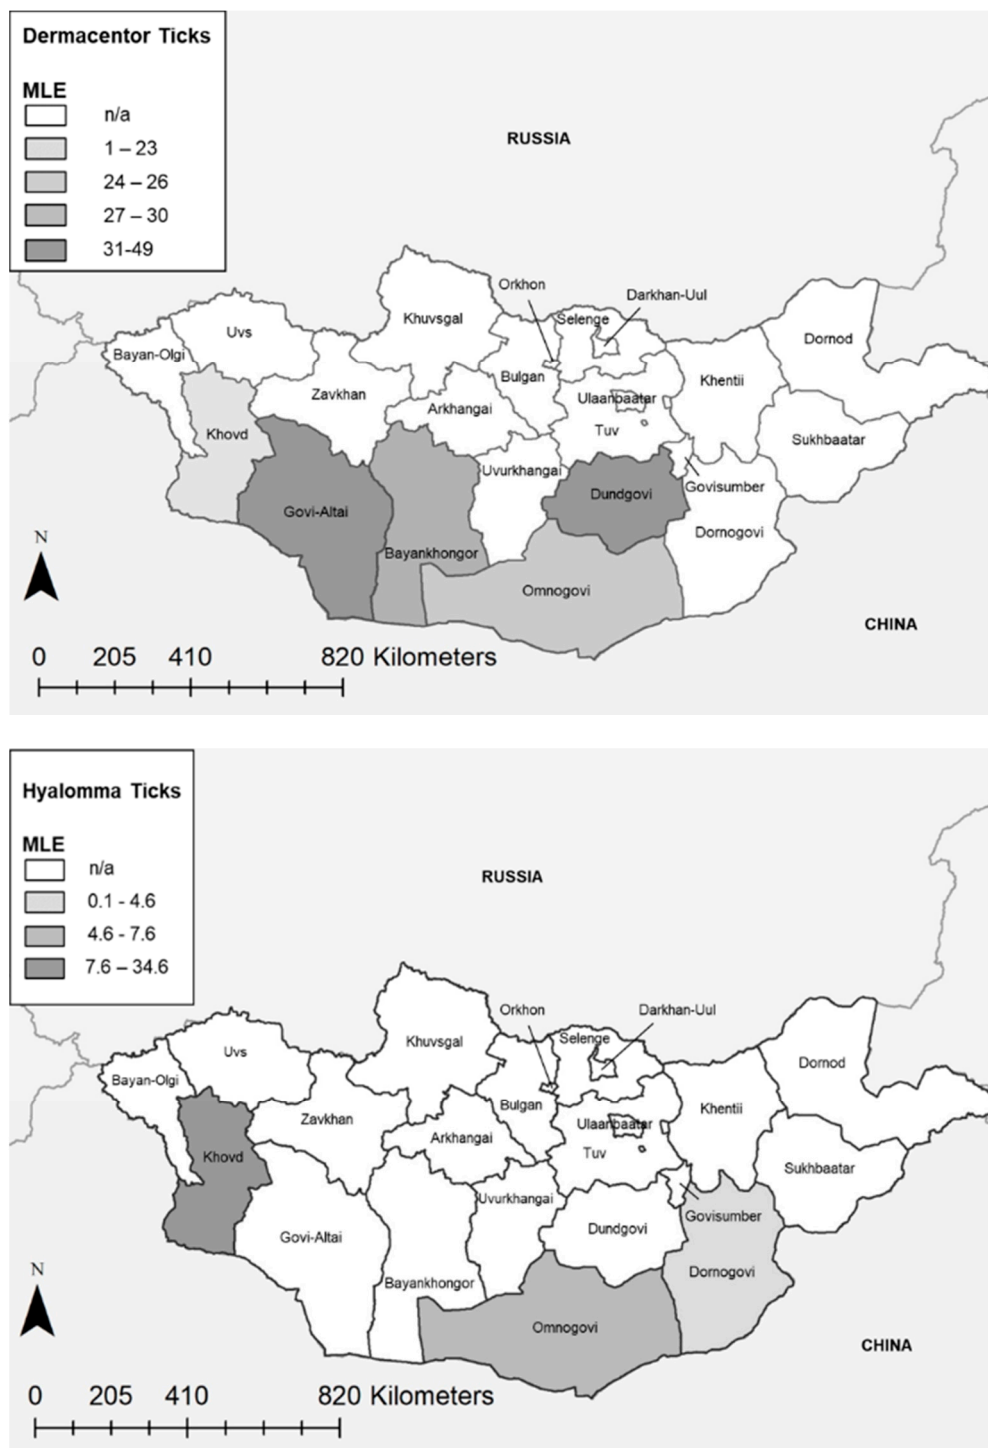 Dermacentor Ticks
MLE
n/a
1 – 23
24 – 26
27 – 30
31-49
RUSSIA
Orkhon
Darkhan-Uul
Khuvsgal
Selenge
Uvs
Dornod
Bayan-Olgi
Bulgan
Khentii
Zavkhan
Ulaanbaatar
Arkhangai
Tuv
Khovd
Sukhbaatar
Uvurkhangai
Govisumber
Dundgovi
Govi-Altai
Dornogovi
Bayankhongor
Omnogovi
N
CHINA
0 205 410 820 Kilometers
Hyalomma Ticks
MLE
n/a
0.1 - 4.6
4.6 - 7.6
7.6 – 34.6
RUSSIA
Orkhon
Darkhan-Uul
Khuvsgal
Selenge
Uvs
Dornod
Bayan-Olgi
Bulgan
Khentii
Zavkhan
Ulaanbaatar
Arkhangai
Tuv
Khovd
Sukhbaatar
Uvurkhangai
Govisumber
Dundgovi
Govi-Altai
Dornogovi
Bayankhongor
Omnogovi
N
CHINA
0 205 410 820 Kilometers